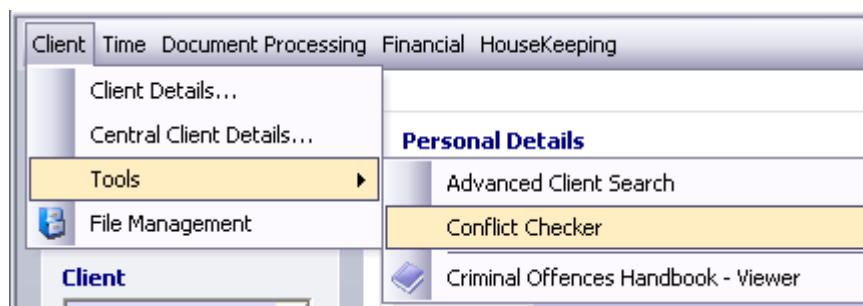 Client Time Document Processing Financial HouseKeeping
Client Details...
Central Client Details...
Personal Details
Tools
Advanced Client Search
File Management
Conflict Checker
Client
Criminal Offences Handbook - Viewer